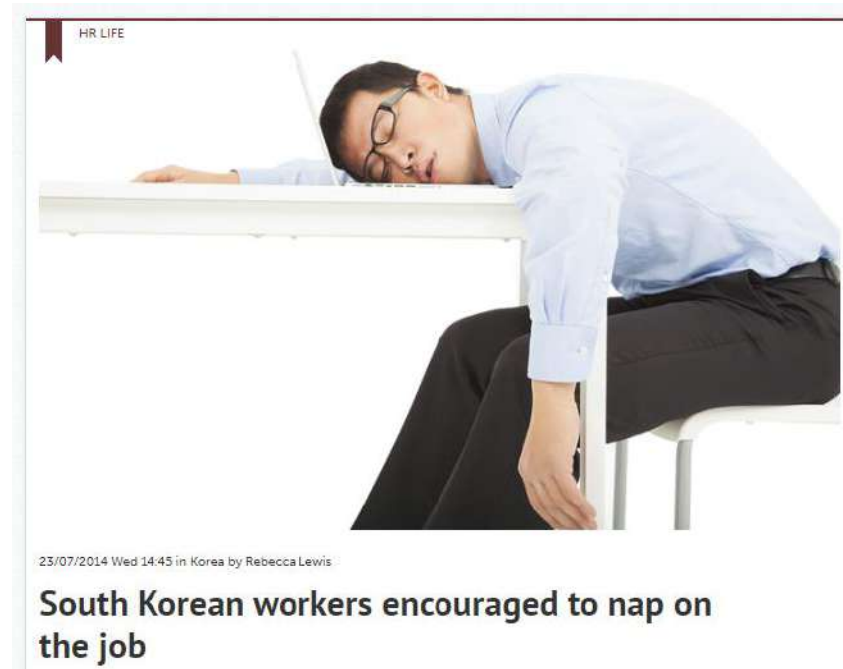 HR LIFE
23/07/2014 Wed 14:45 in Korea by Rebecca Lewis
South Korean workers encouraged to nap on
the job